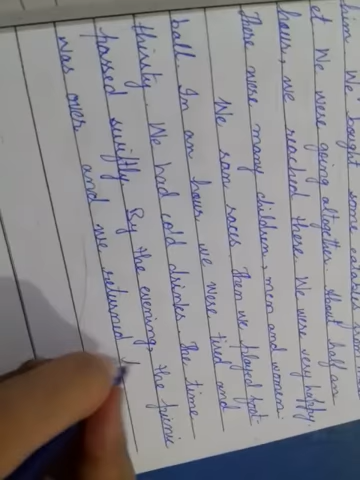 him We bought some
et. We were going altogether. About half an
hour, we reached there. We were very happy.
There were many children, men and women.
We ran races. Then we played foot-
ball. In an hour we were tired and
thirsty. We had cold drinks. The time
passed swiftly. By the evening, the picnic
was over and we returned